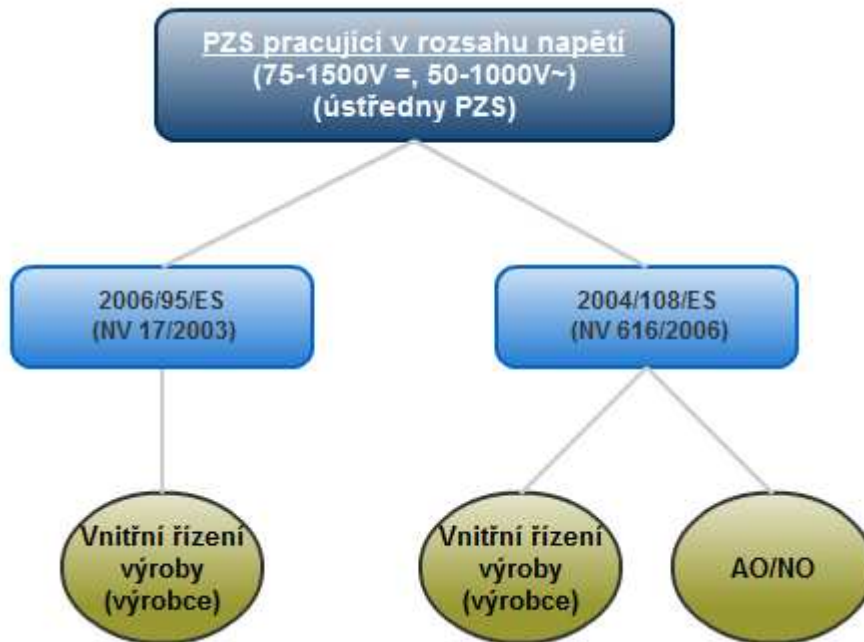 PZS pracující v rozsahu napětí
(75-1500V =, 50-1000V~)
(ústředny PZS)
2006/95/ES
(NV 17/2003)
2004/108/ES
(NV 616/2006)
Vnitřní řízení
výroby
(výrobce)
Vnitřní řízení
výroby
(výrobce)
AO/NO